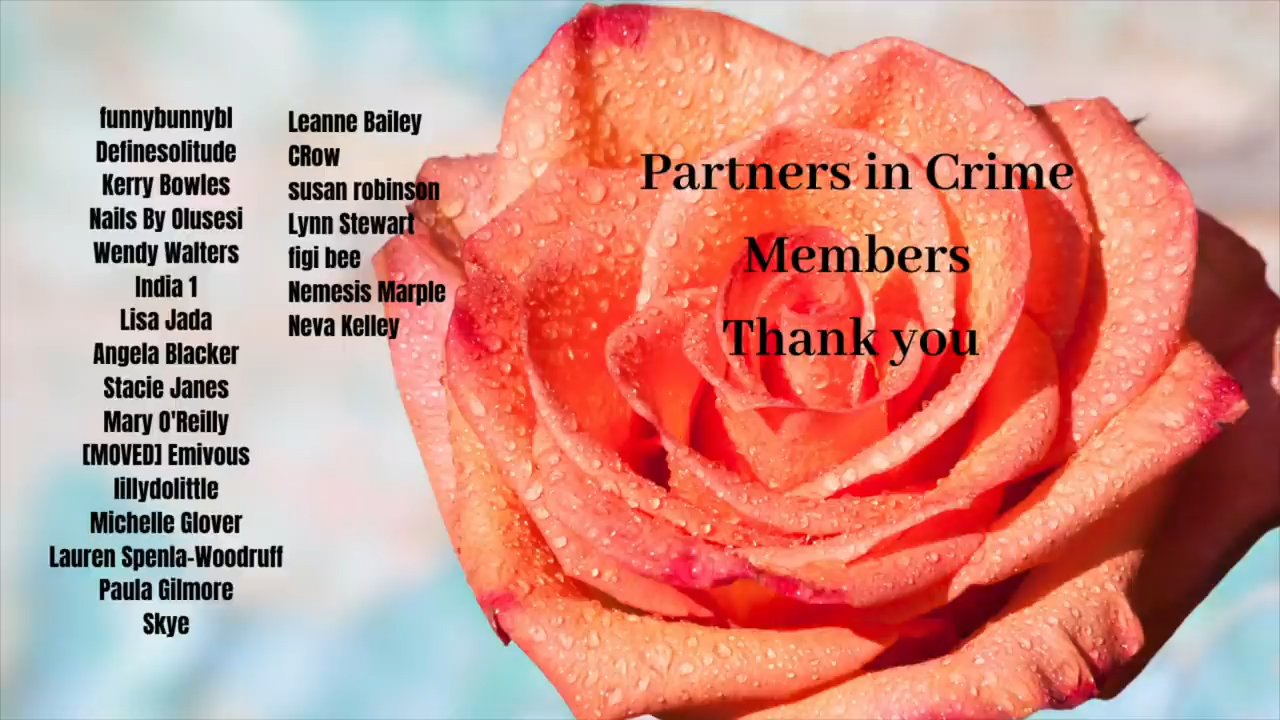 funnybunnybl
Definesolitude
Kerry Bowles
Nails By Olusesi
Wendy Walters
India 1
Lisa Jada
Angela Blacker
Stacie Janes
Mary O'Reilly
[MOVED] Emivous
lillydolittle
Michelle Glover
Lauren Spenla-Woodruff
Paula Gilmore
Skye
Leanne Bailey
CRow
susan robinson
Lynn Stewart
figi bee
Nemesis Marple
Neva Kelley
Partners in Crime
Members
Thank you